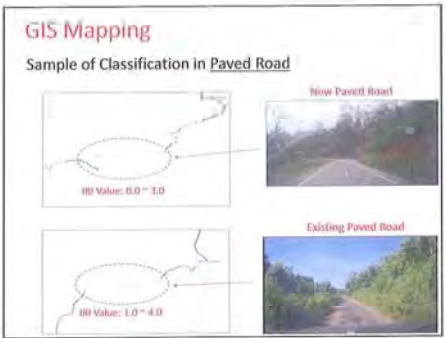 GIS Mapping
Sample of Classification in Paved Road
New Paved Road
IRI Value: 0.0 ~ 3.0
Existing Paved Road
IRI Value: 1.0 ~ 4.0